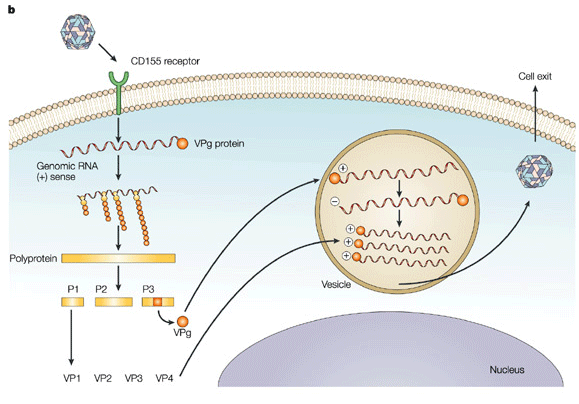 b
CD155 receptor
Cell exit
VPg protein
Genomic RNA
(+) sense
+
−
+
+
+
Polyprotein
Vesicle
P1 P2 P3
VPg
Nucleus
VP1 VP2 VP3 VP4